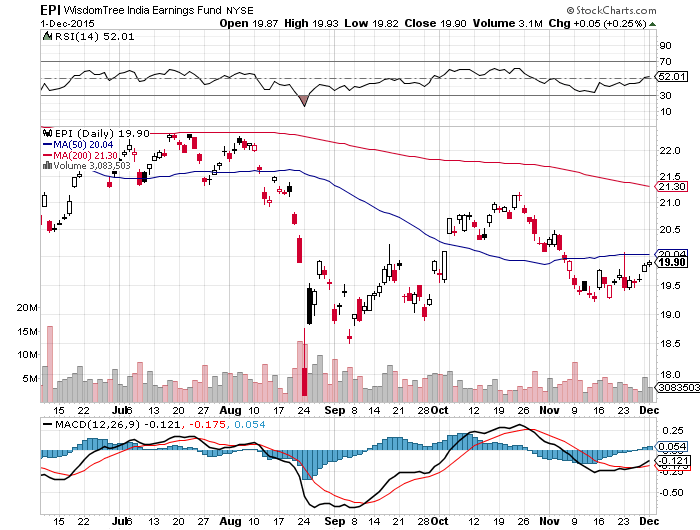 EPI WisdomTree India Earnings Fund NYSE © StockCharts.com
1-Dec-2015 Open 19.87 High 19.93 Low 19.82 Close 19.90 Volume 3.1M Chg +0.05 (+0.25%)
RSI(14) 52.01
90
70
52.01
30
10
EPI (Daily) 19.90
MA(50) 20.04
MA(200) 21.30
Volume 3,083,503
22.0
21.5
21.30
21.0
20.5
20.04
19.90
19.5
19.0
18.5
18.0
20M
15M
10M
5M
3083503
15 22 Jul 6 13 20 27 Aug 10 17 24 Sep 8 14 21 28 Oct 12 19 26 Nov 9 16 23 Dec
MACD(12,26,9) -0.121, -0.175, 0.054
0.25
0.054
-0.121
-0.175
-0.50
15 22 Jul 6 13 20 27 Aug 10 17 24 Sep 8 14 21 28 Oct 12 19 26 Nov 9 16 23 Dec